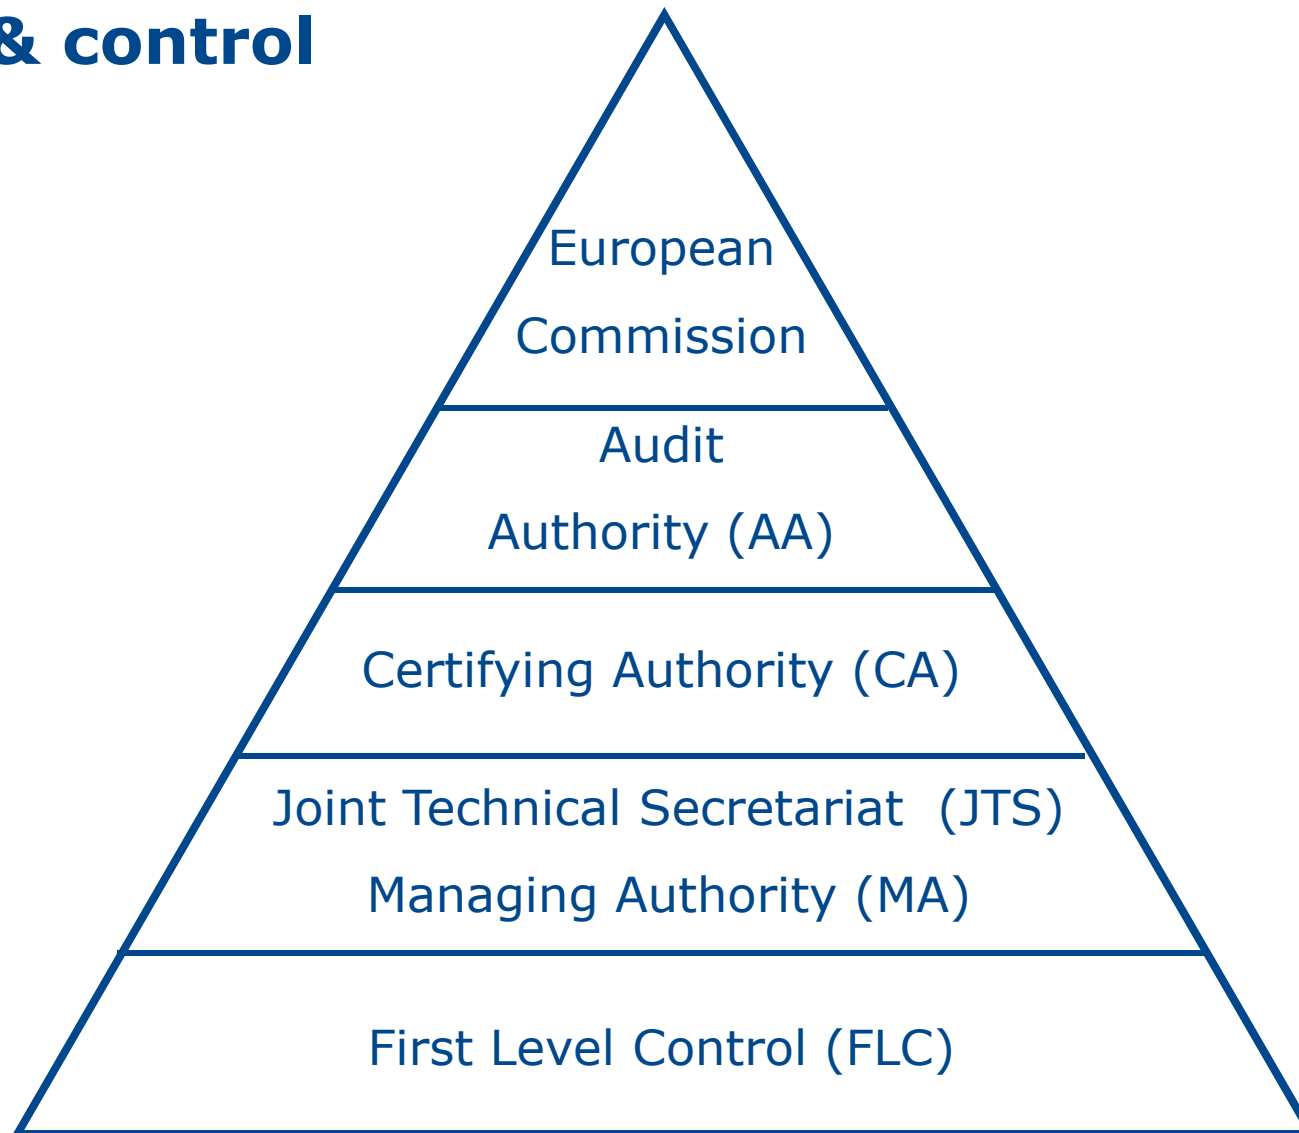 & control
European
Commission
Audit
Authority (AA)
Certifying Authority (CA)
Joint Technical Secretariat (JTS)
Managing Authority (MA)
First Level Control (FLC)